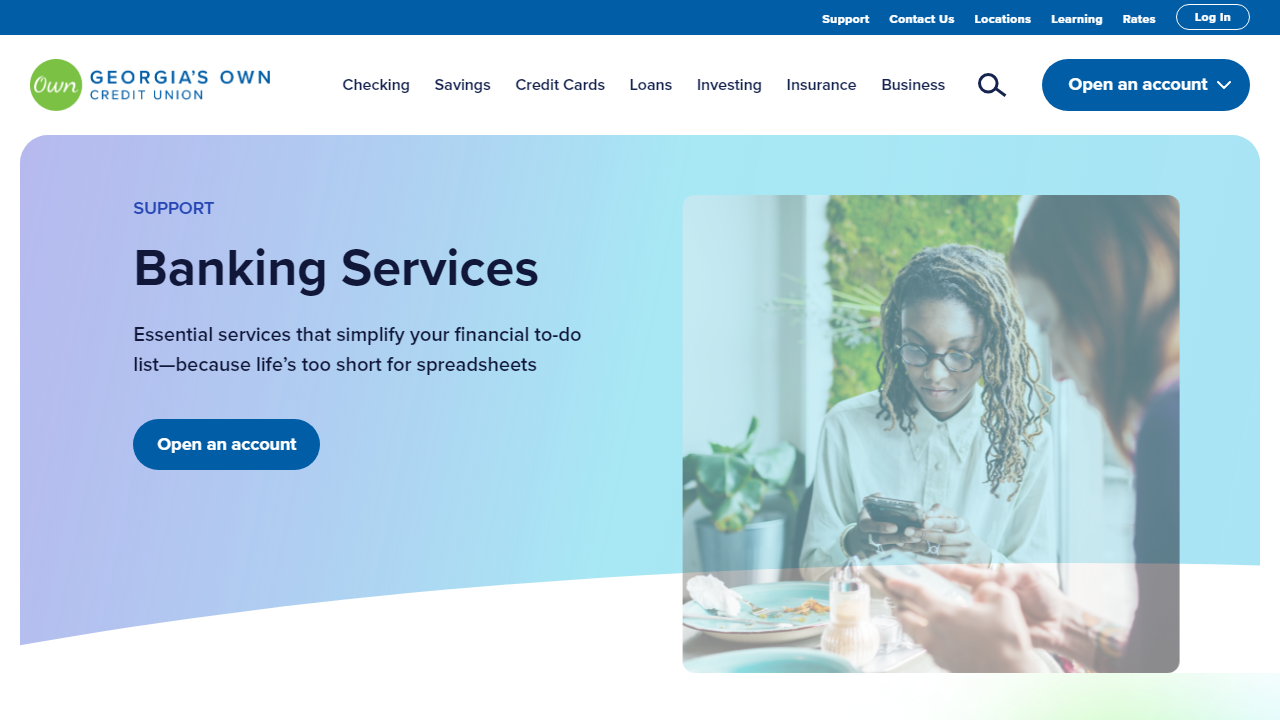 Support Contact Us Locations Learning Rates Log In
Own GEORGIA'S OWN
CREDIT UNION
Checking Savings Credit Cards Loans Investing Insurance Business Open an account
SUPPORT
Banking Services
Essential services that simplify your financial to-do
list—because life’s too short for spreadsheets
Open an account